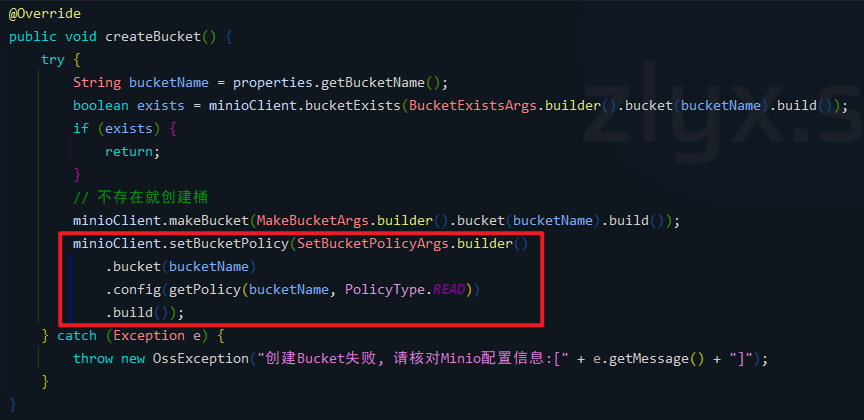 @Override
public void createBucket() {
try {
String bucketName = properties.getBucketName();
boolean exists = minioClient.bucketExists(BucketExistsArgs.builder().bucket(bucketName).build());
if (exists) {
return;
}
// 不存在就创建桶
minioClient.makeBucket(MakeBucketArgs.builder().bucket(bucketName).build());
minioClient.setBucketPolicy(SetBucketPolicyArgs.builder()
.bucket(bucketName)
.config(getPolicy(bucketName, PolicyType.READ))
.build());
} catch (Exception e) {
throw new OssException("创建Bucket失败, 请核对Minio配置信息:[" + e.getMessage() + "]");
}
}
zlyx.s